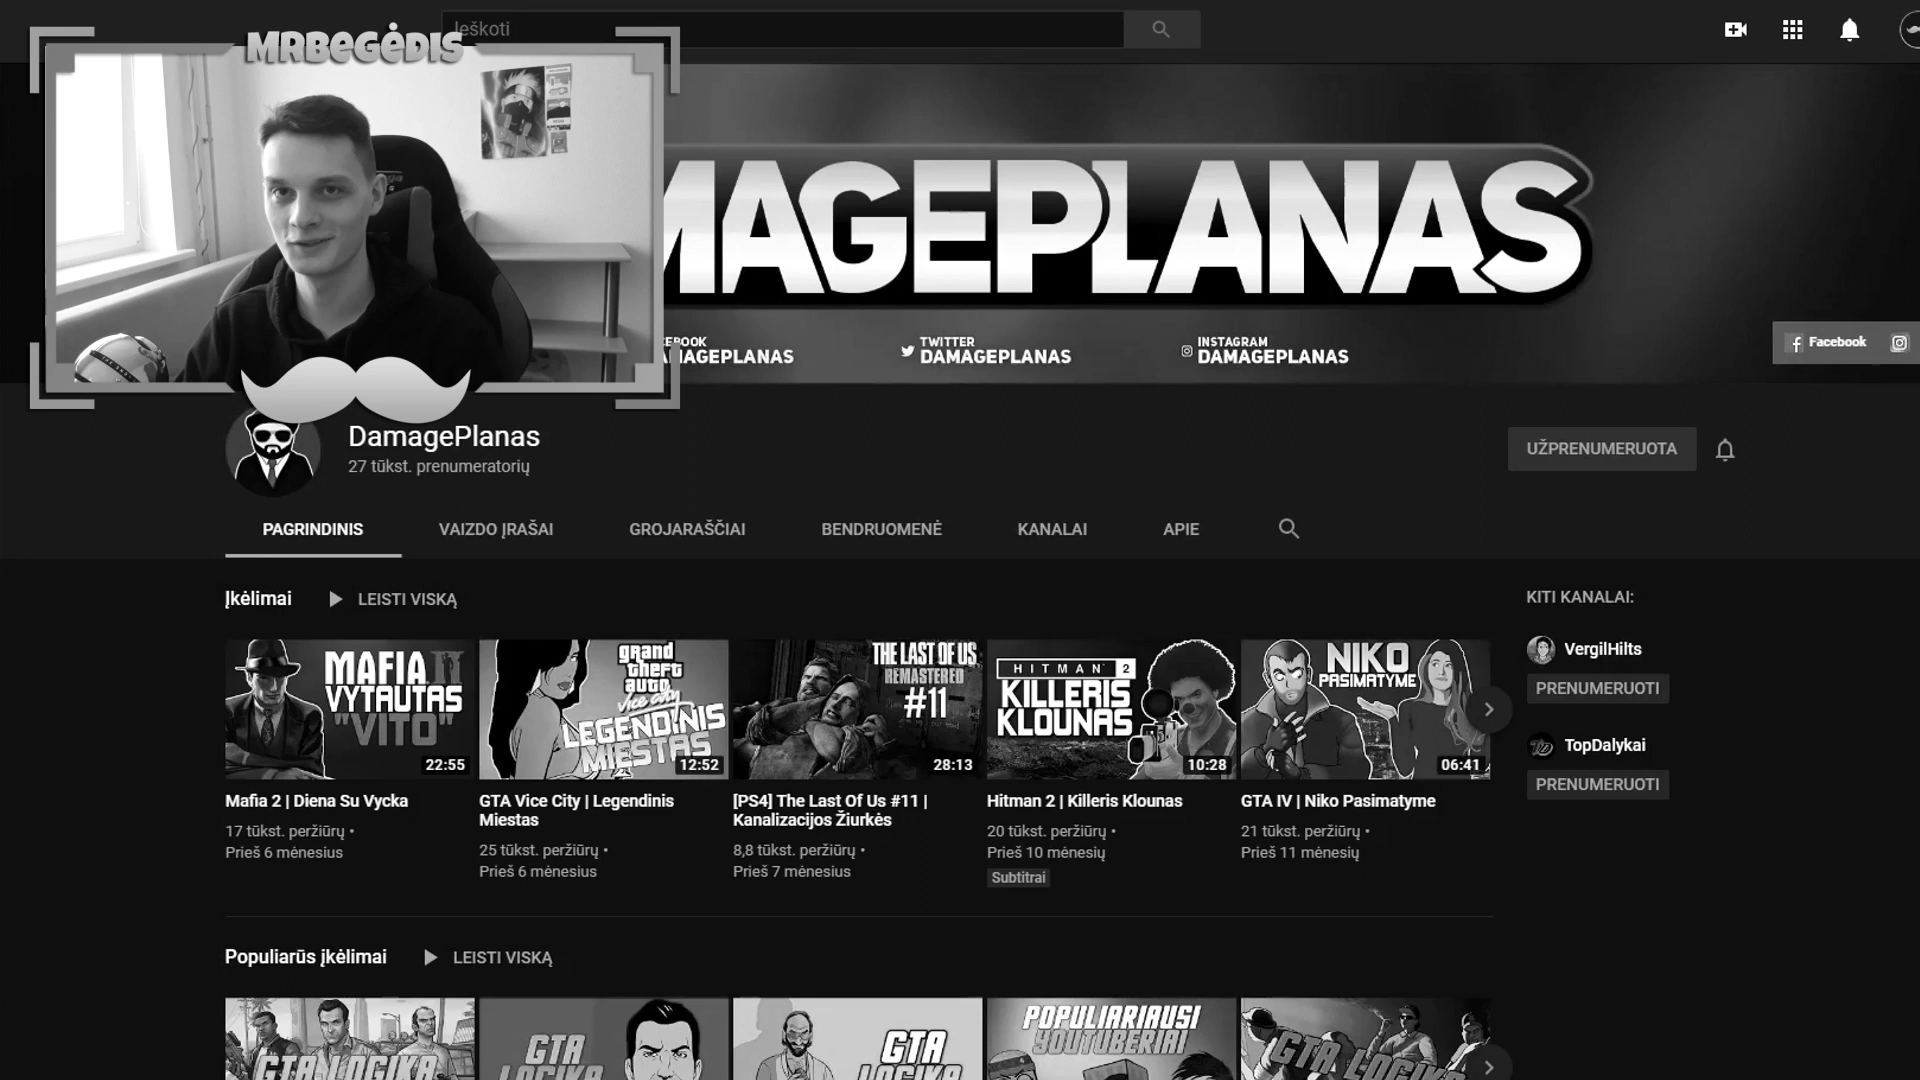 Ieškoti
MRBeGėDiS
MAGEPLANAS
DAMAGEPLANAS
TWITTER
DAMAGEPLANAS
INSTAGRAM
DAMAGEPLANAS
Facebook
DamagePlanas
27 tūkst. prenumeratorių
UŽPRENUMERUOTA
PAGRINDINIS
VAIZDO ĮRAŠAI
GROJARAŠČIAI
BENDRUOMENĖ
KANALAI
APIE
Įkėlimai
LEISTI VISKĄ
KITI KANALAI:
VergilHilts
PRENUMERUOTI
TopDalykai
PRENUMERUOTI
MAFIA II
VYTAUTAS
"VITO"
22:55
grand
theft
auto
vice city
LEGENDINIS
MIESTAS
12:52
THE LAST OF US
REMASTERED
#11
28:13
HITMAN 2
KILLERIS
KLOUNAS
10:28
NIKO
PASIMATYME
06:41
Mafia 2 | Diena Su Vycka
17 tūkst. peržiūrų •
Prieš 6 mėnesius
GTA Vice City | Legendinis
Miestas
25 tūkst. peržiūrų •
Prieš 6 mėnesius
[PS4] The Last Of Us #11 |
Kanalizacijos Žiurkės
8,8 tūkst. peržiūrų •
Prieš 7 mėnesius
Hitman 2 | Killeris Klounas
20 tūkst. peržiūrų •
Prieš 10 mėnesių
Subtitrai
GTA IV | Niko Pasimatyme
21 tūkst. peržiūrų •
Prieš 11 mėnesių
Populiarūs įkėlimai
LEISTI VISKĄ
GTA LOGIKA
GTA
LOGIKA
GTA
LOGIKA
POPULIARIAUSI
YOUTUBERIAI
GTA LOGIKA